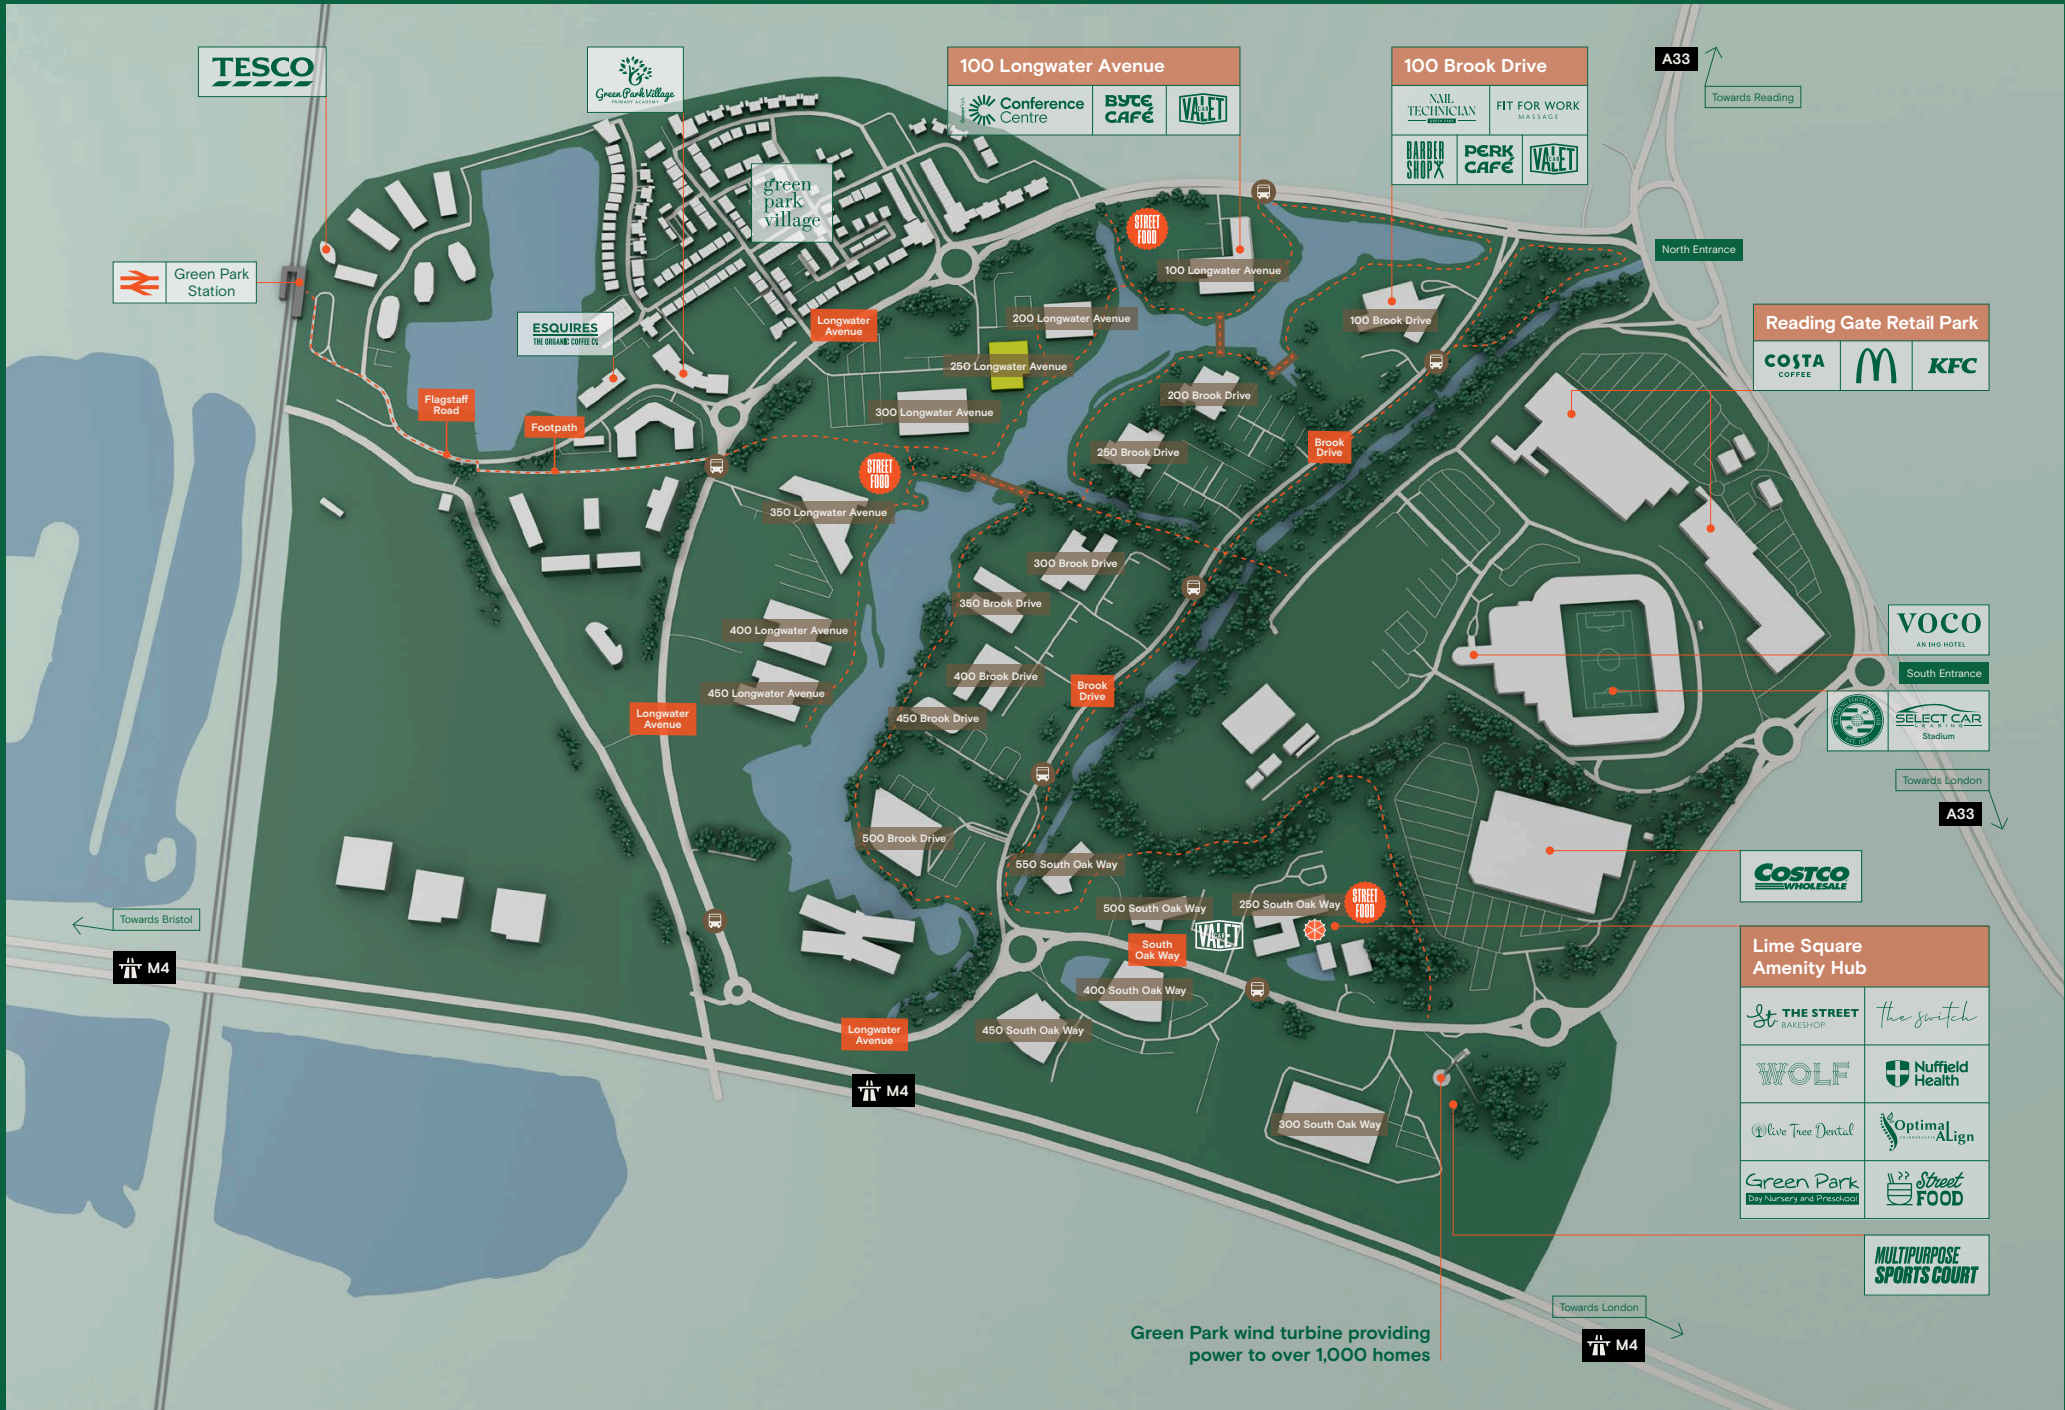 TESCO
Green Park Village
PRIMARY ACADEMY
100 Longwater Avenue
Conference
Centre
BYTE
CAFÉ
CAR
VALET
100 Brook Drive
NAIL
TECHNICIAN
FIT FOR WORK
MASSAGE
BARBER
SHOP
PERK
CAFÉ
CAR
VALET
A33
Towards Reading
green
park
village
STREET
FOOD
North Entrance
Green Park
Station
100 Longwater Avenue
200 Longwater Avenue
100 Brook Drive
Longwater
Avenue
ESQUIRES
THE ORGANIC COFFEE CO.
Reading Gate Retail Park
COSTA
COFFEE
KFC
250 Longwater Avenue
200 Brook Drive
300 Longwater Avenue
Flagstaff
Road
Footpath
250 Brook Drive
Brook
Drive
STREET
FOOD
350 Longwater Avenue
300 Brook Drive
350 Brook Drive
400 Longwater Avenue
VOCO
AN IHG HOTEL
South Entrance
400 Brook Drive
450 Longwater Avenue
Brook
Drive
Longwater
Avenue
450 Brook Drive
SELECT CAR
LEASING
Stadium
Towards London
A33
500 Brook Drive
550 South Oak Way
COSTCO
WHOLESALE
Towards Bristol
M4
500 South Oak Way
250 South Oak Way
STREET
FOOD
CAR
VALET
South
Oak Way
Lime Square
Amenity Hub
400 South Oak Way
450 South Oak Way
Longwater
Avenue
M4
St THE STREET
BAKESHOP
the switch
WOLF
Nuffield
Health
Olive Tree Dental
Optimal
ALign
CHIROPRACTIC
Green Park
Day Nursery and Preschool
Street
FOOD
300 South Oak Way
MULTIPURPOSE
SPORTS COURT
Towards London
M4
Green Park wind turbine providing
power to over 1,000 homes